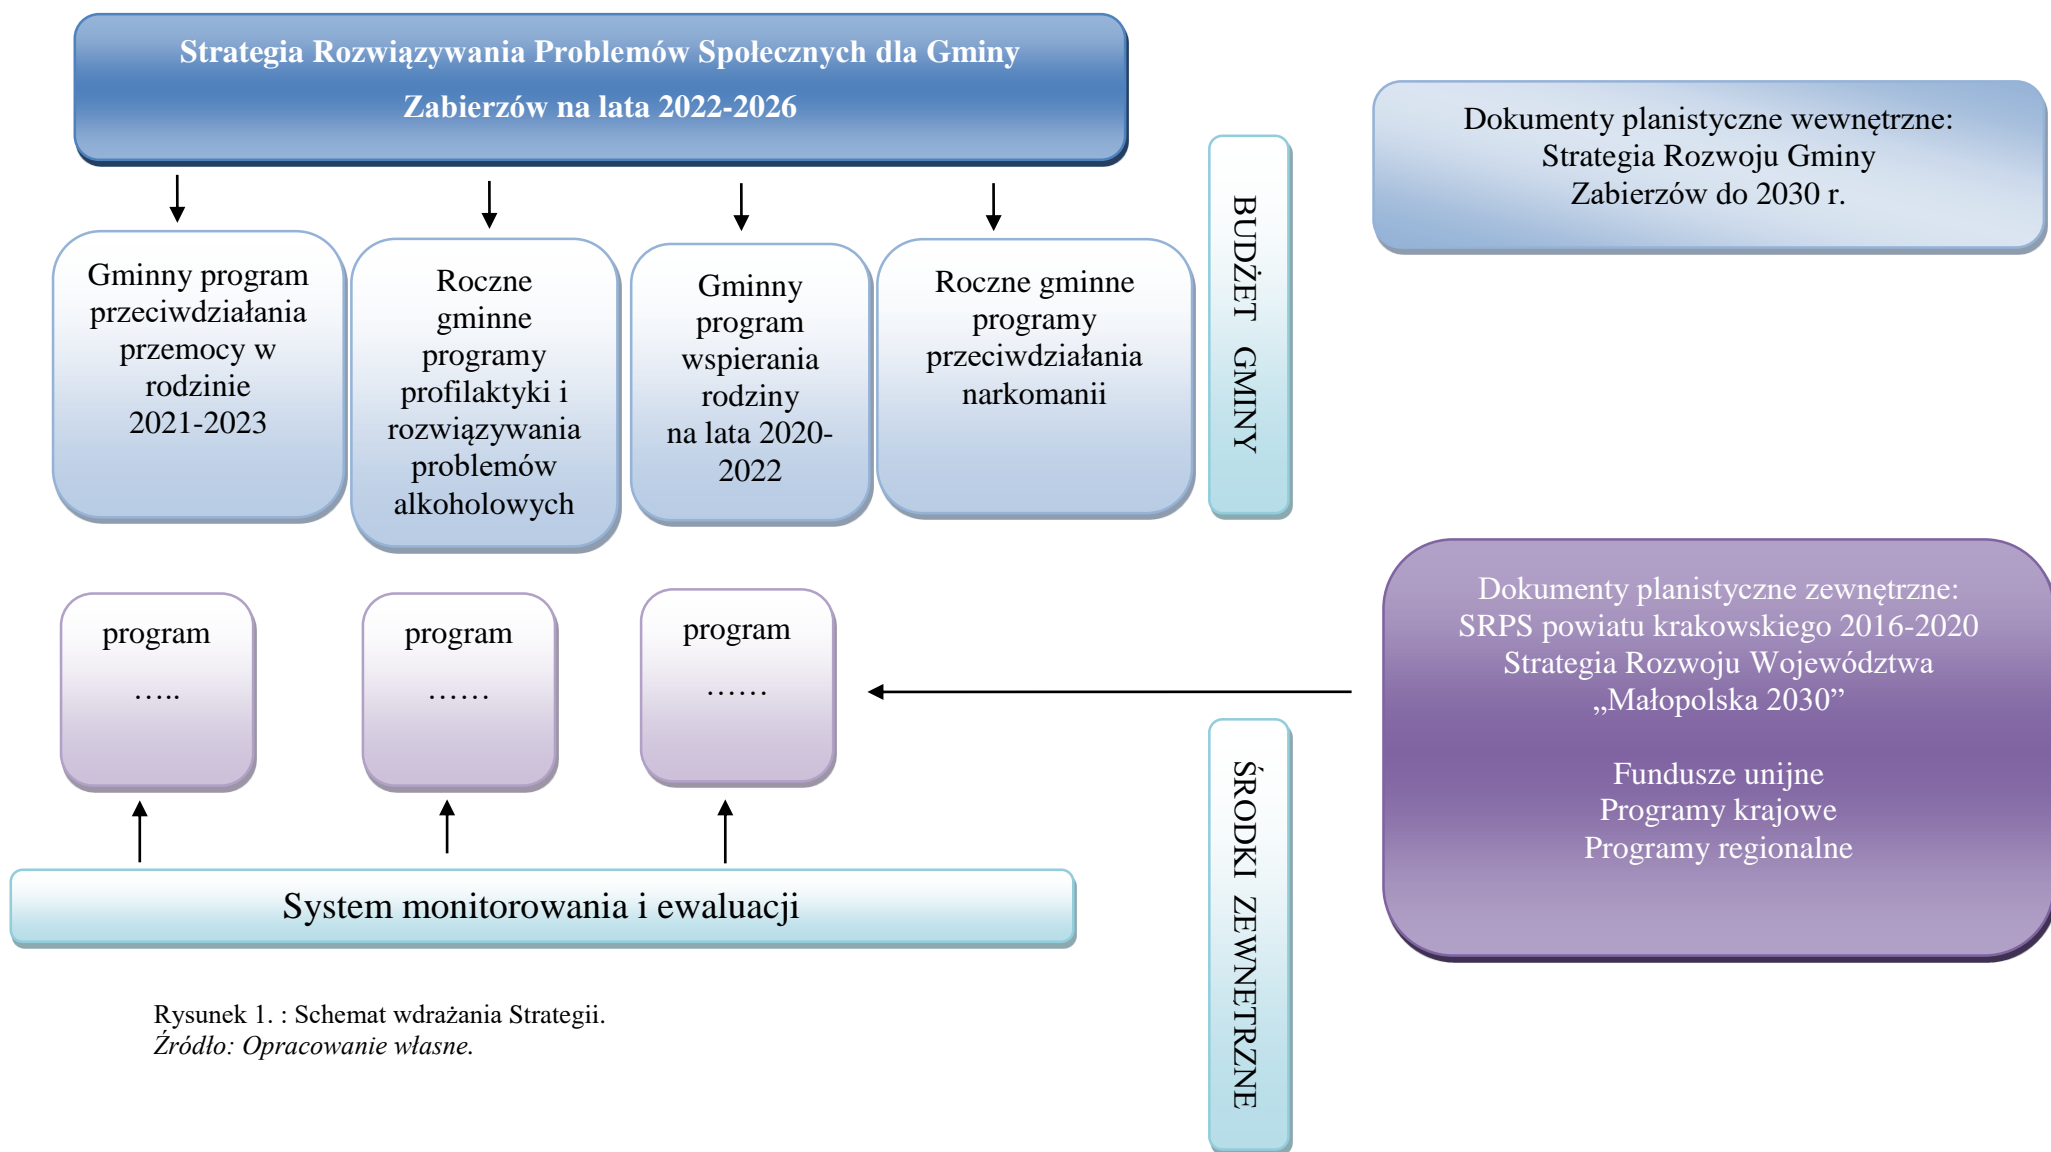 Strategia Rozwiązywania Problemów Społecznych dla Gminy
Zabierzów na lata 2022-2026
Dokumenty planistyczne wewnętrzne:
Strategia Rozwoju Gminy
Zabierzów do 2030 r.
Gminny program
przeciwdziałania
przemocy w
rodzinie
2021-2023
Roczne
gminne
programy
profilaktyki i
rozwiązywania
problemów
alkoholowych
Gminny
program
wspierania
rodziny
na lata 2020-
2022
Roczne gminne
programy
przeciwdziałania
narkomanii
BUDŻET GMINY
program
…..
program
……
program
……
Dokumenty planistyczne zewnętrzne:
SRPS powiatu krakowskiego 2016-2020
Strategia Rozwoju Województwa
„Małopolska 2030”
Fundusze unijne
Programy krajowe
Programy regionalne
ŚRODKI ZEWNETRZNE
System monitorowania i ewaluacji
Rysunek 1. : Schemat wdrażania Strategii.
Źródło: Opracowanie własne.